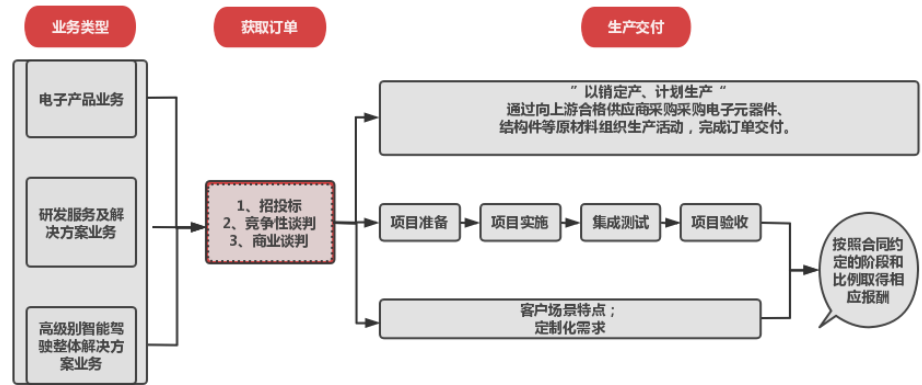 业务类型
获取订单
生产交付
电子产品业务
研发服务及解
决方案业务
高级别智能驾
驶整体解决方
案业务
1、招投标
2、竞争性谈判
3、商业谈判
”以销定产、计划生产“
通过向上游合格供应商采购采购电子元器件、
结构件等原材料组织生产活动，完成订单交付。
项目准备
项目实施
集成测试
项目验收
客户场景特点；
定制化需求
按照合同约
定的阶段和
比例取得相
应报酬